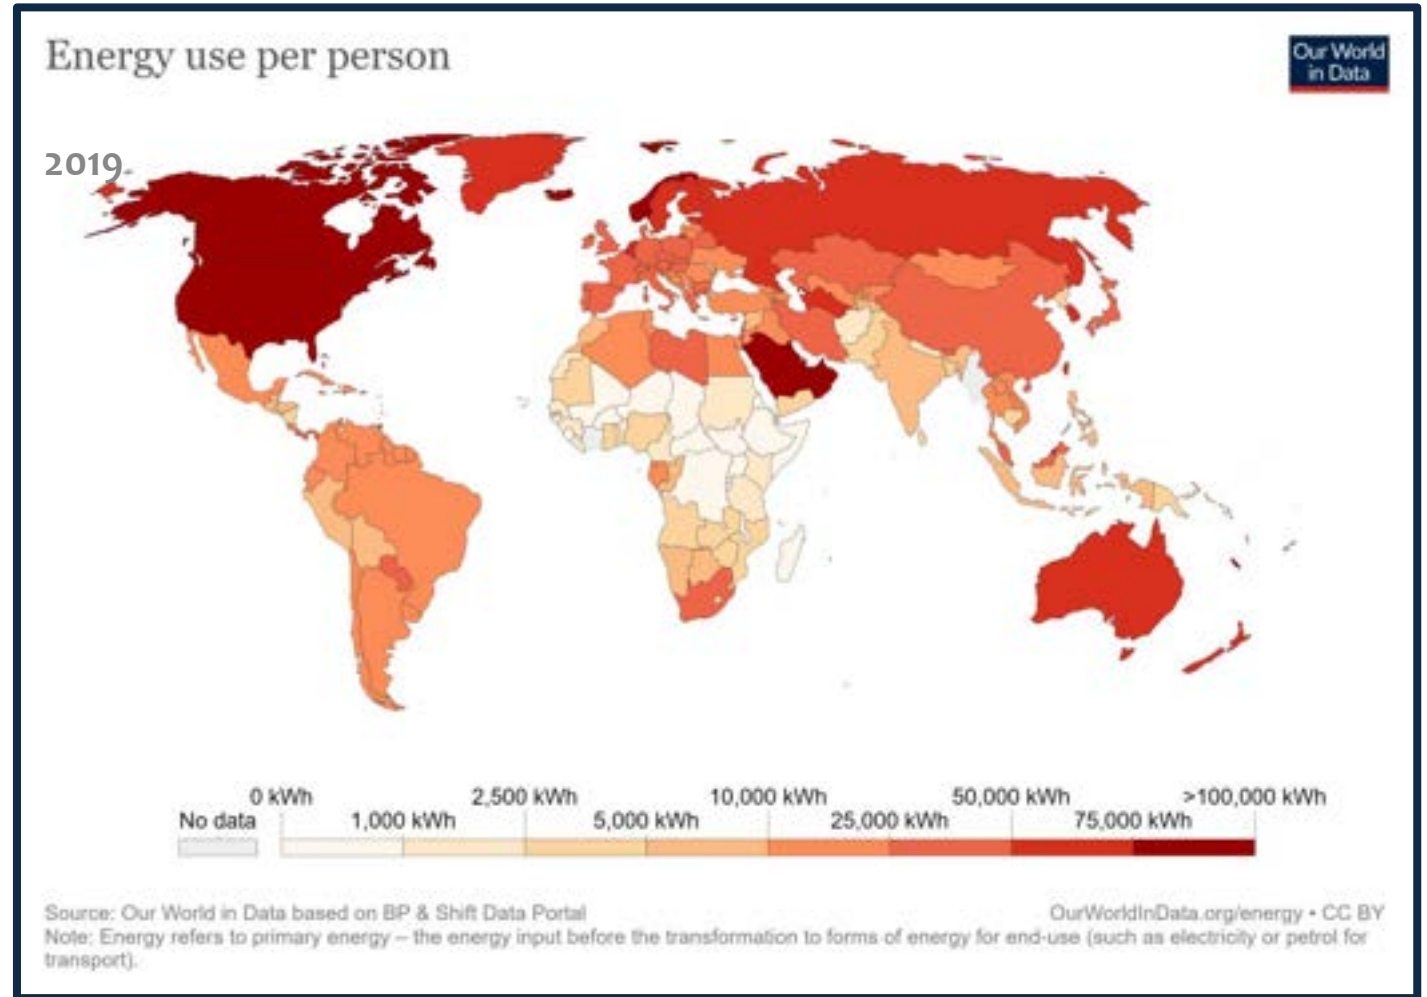 Energy use per person
Our World
in Data
2019
0 kWh 2,500 kWh 10,000 kWh 50,000 kWh >100,000 kWh
No data 1,000 kWh 5,000 kWh 25,000 kWh 75,000 kWh
Source: Our World in Data based on BP & Shift Data Portal OurWorldInData.org/energy • CC BY
Note: Energy refers to primary energy – the energy input before the transformation to forms of energy for end-use (such as electricity or petrol for
transport).